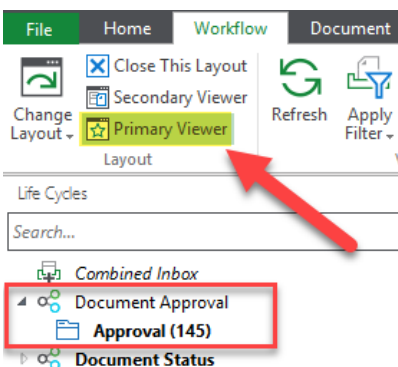 File Home Workflow Document
Close This Layout
Secondary Viewer
Primary Viewer
Change Layout
Refresh
Apply Filter
Layout
Life Cycles
Search...
Combined Inbox
Document Approval
Approval (145)
Document Status